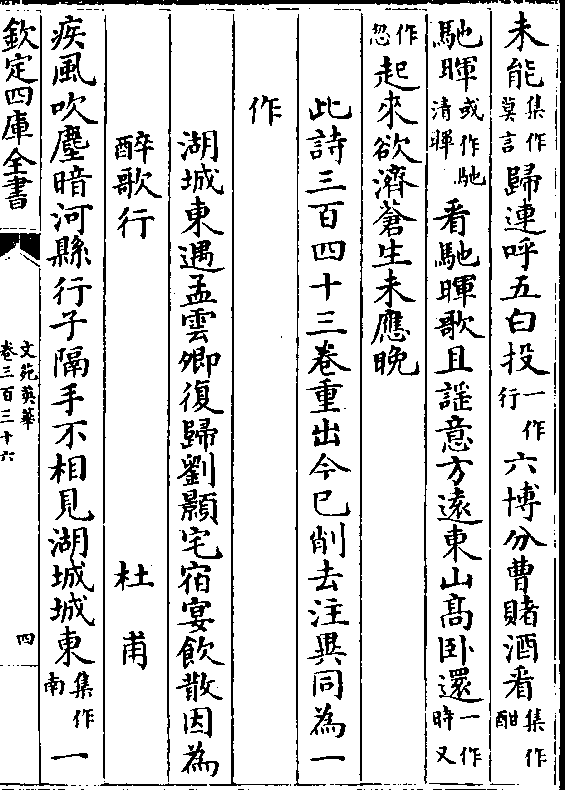 未能集作莫言歸連呼五白投一作行六博分曹賭酒看集作酣
馳暉或作馳清暉看馳暉歌且謡意方逺東山髙卧還一作時又
作忽起來欲濟蒼生未應晚
此詩三百四十三卷重出今已削去注異同為一
作
湖城東遇孟雲卿復歸劉顥宅宿宴飲散因為
醉歌行 杜甫
疾風吹塵暗河縣行子隔手不相見湖城城東集作南一
欽定四庫全書
文苑英華
卷三百三十六
四